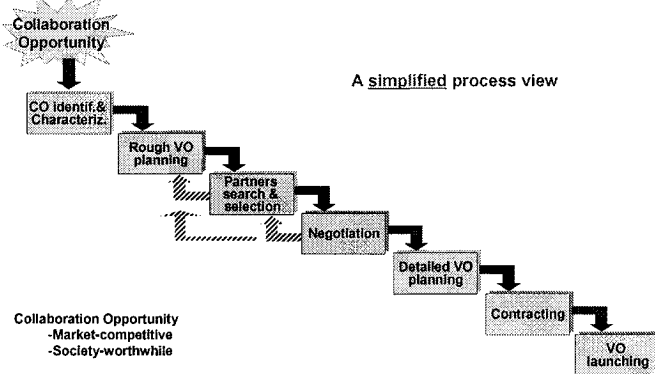 Collaboration
Opportunity
A simplified process view
CO Identif.&
Characteriz.
Rough VO
planning
Partners
search &
selection
Negotiation
Detailed VO
planning
Contracting
VO
launching
Collaboration Opportunity
-Market-competitive
-Society-worthwhile